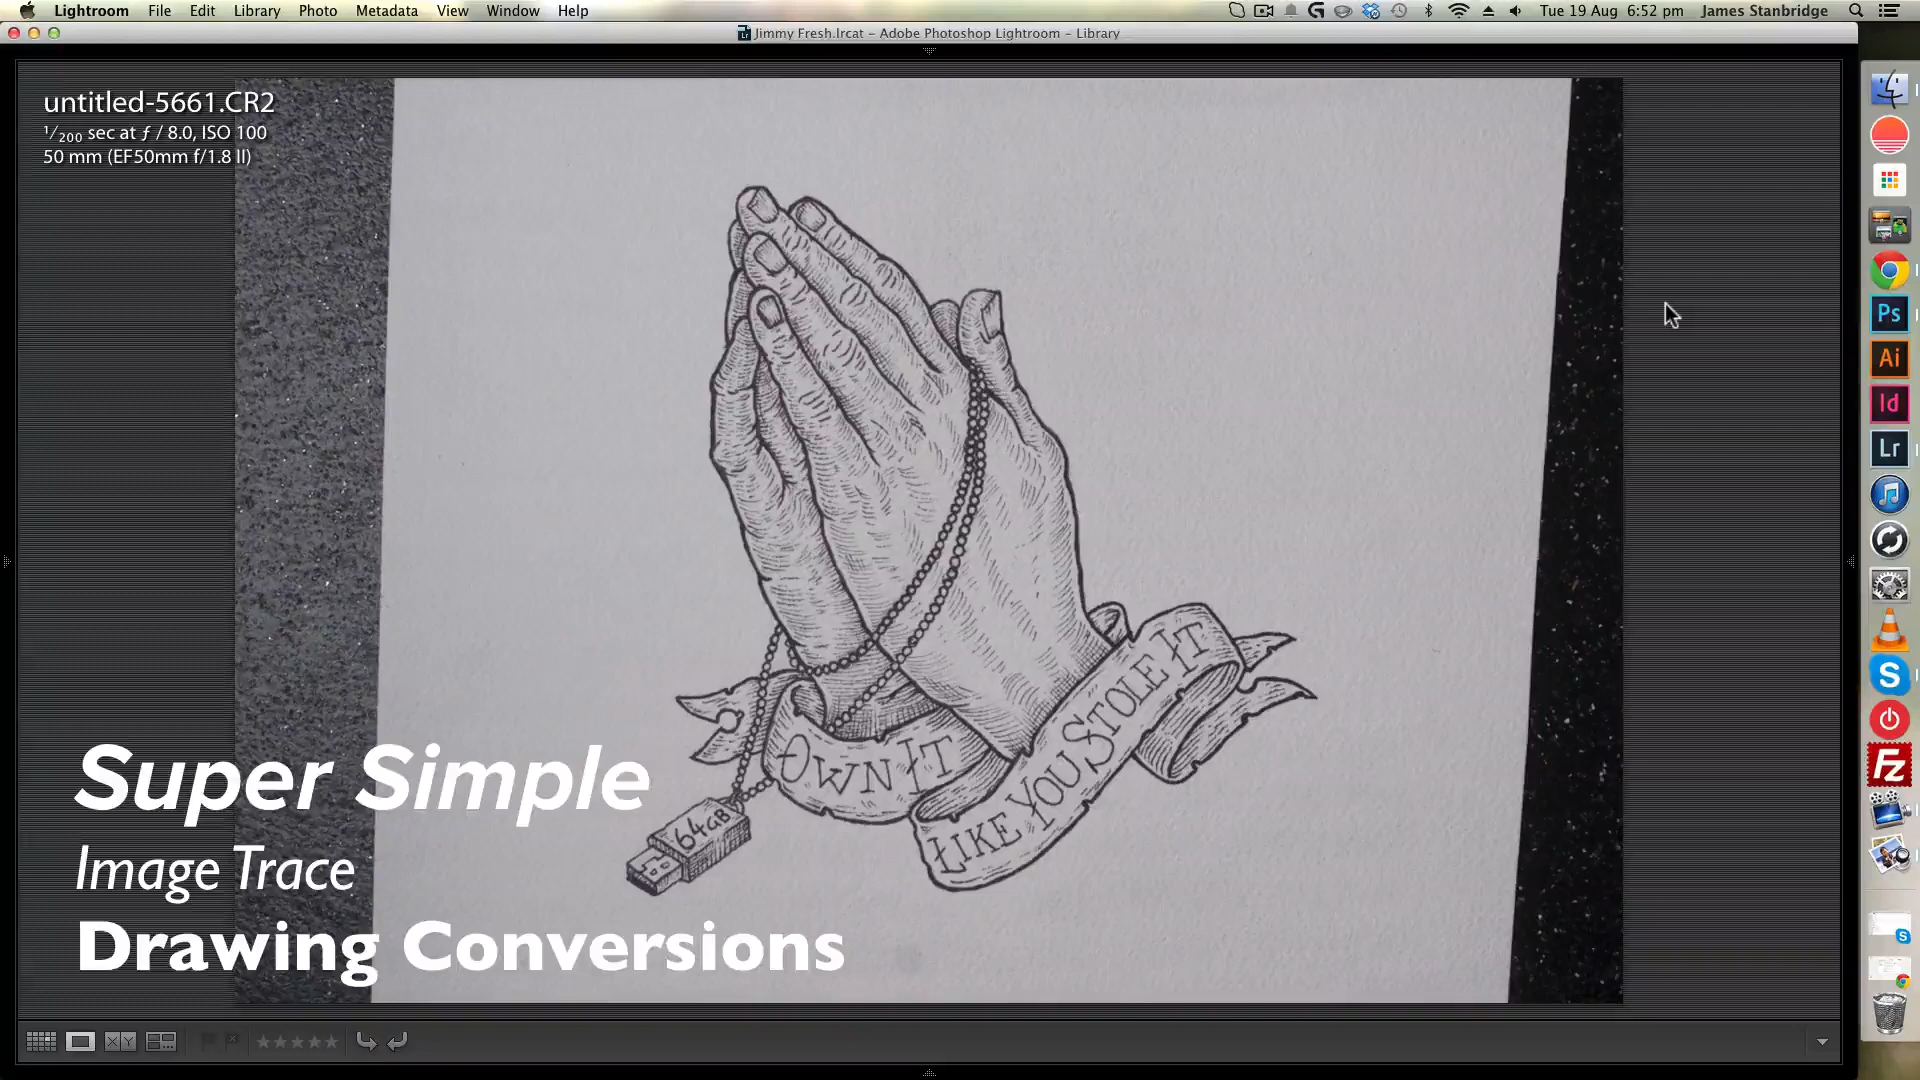 Lightroom File Edit Library Photo Metadata View Window Help Tue 19 Aug 6:52 pm James Stanbridge
Lr Jimmy Fresh.lrcat – Adobe Photoshop Lightroom – Library
untitled-5661.CR2
1/200 sec at ƒ / 8.0, ISO 100
50 mm (EF50mm f/1.8 II)
Ps
Ai
Id
Lr
S
Fz
OWN IT
LIKE YOU STOLE IT
64GB
Super Simple
Image Trace
Drawing Conversions
XY
S